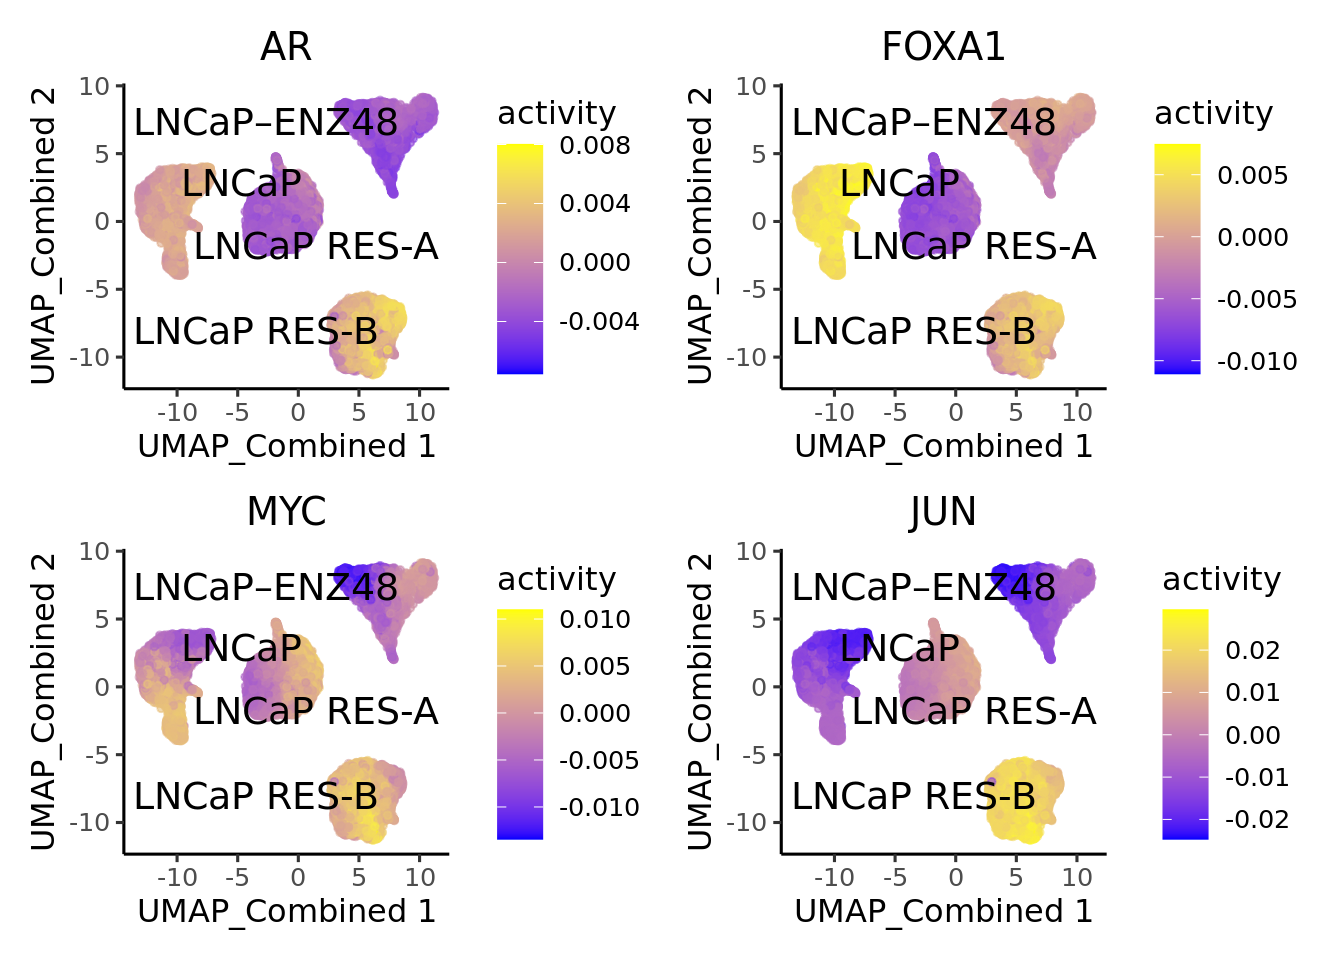 AR
UMAP_Combined 2
10
5
0
-5
-10
LNCaP–ENZ48
LNCaP
LNCaP RES-A
LNCaP RES-B
-10 -5 0 5 10
UMAP_Combined 1
activity
0.008
0.004
0.000
-0.004
FOXA1
UMAP_Combined 2
10
5
0
-5
-10
LNCaP–ENZ48
LNCaP
LNCaP RES-A
LNCaP RES-B
-10 -5 0 5 10
UMAP_Combined 1
activity
0.005
0.000
-0.005
-0.010
MYC
UMAP_Combined 2
10
5
0
-5
-10
LNCaP–ENZ48
LNCaP
LNCaP RES-A
LNCaP RES-B
-10 -5 0 5 10
UMAP_Combined 1
activity
0.010
0.005
0.000
-0.005
-0.010
JUN
UMAP_Combined 2
10
5
0
-5
-10
LNCaP–ENZ48
LNCaP
LNCaP RES-A
LNCaP RES-B
-10 -5 0 5 10
UMAP_Combined 1
activity
0.02
0.01
0.00
-0.01
-0.02